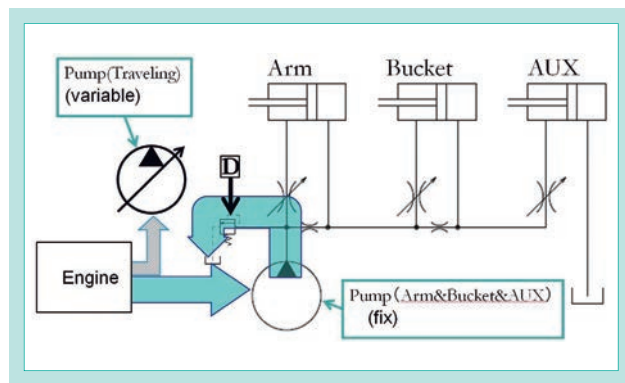 Arm
Bucket
AUX
Pump(Traveling)
(variable)
D
Engine
Pump（Arm&Bucket&AUX）
(fix)